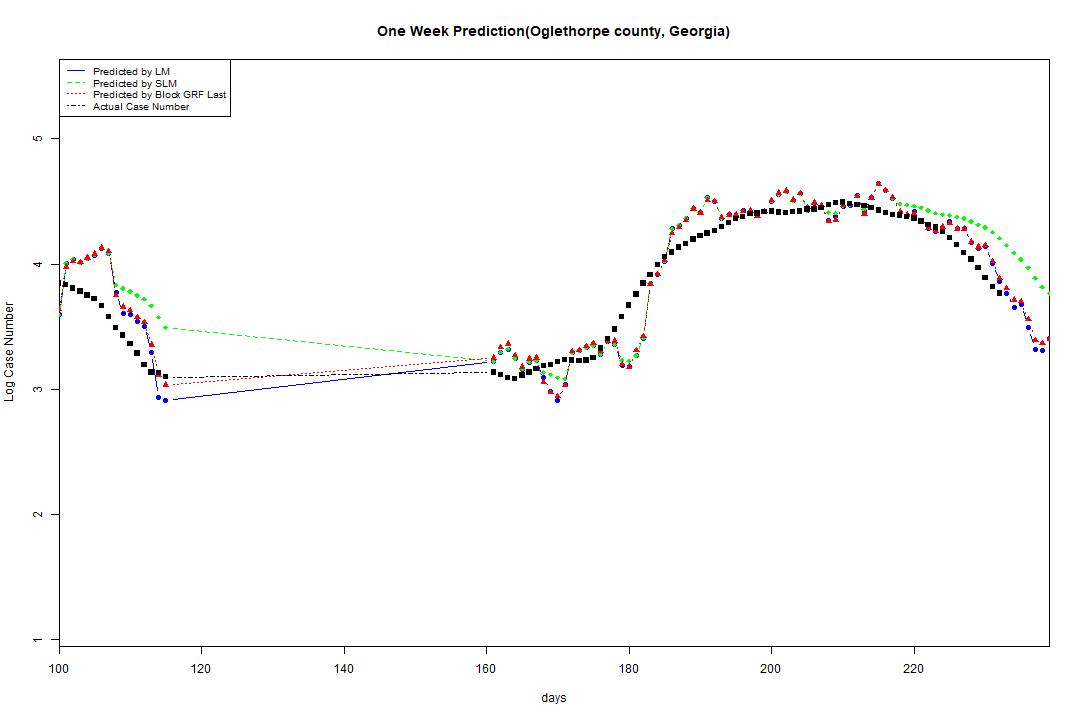 One Week Prediction(Oglethorpe county, Georgia)
Predicted by LM
Predicted by SLM
Predicted by Block GRF Last
Actual Case Number
5
4
3
2
1
Log Case Number
100 120 140 160 180 200 220
days